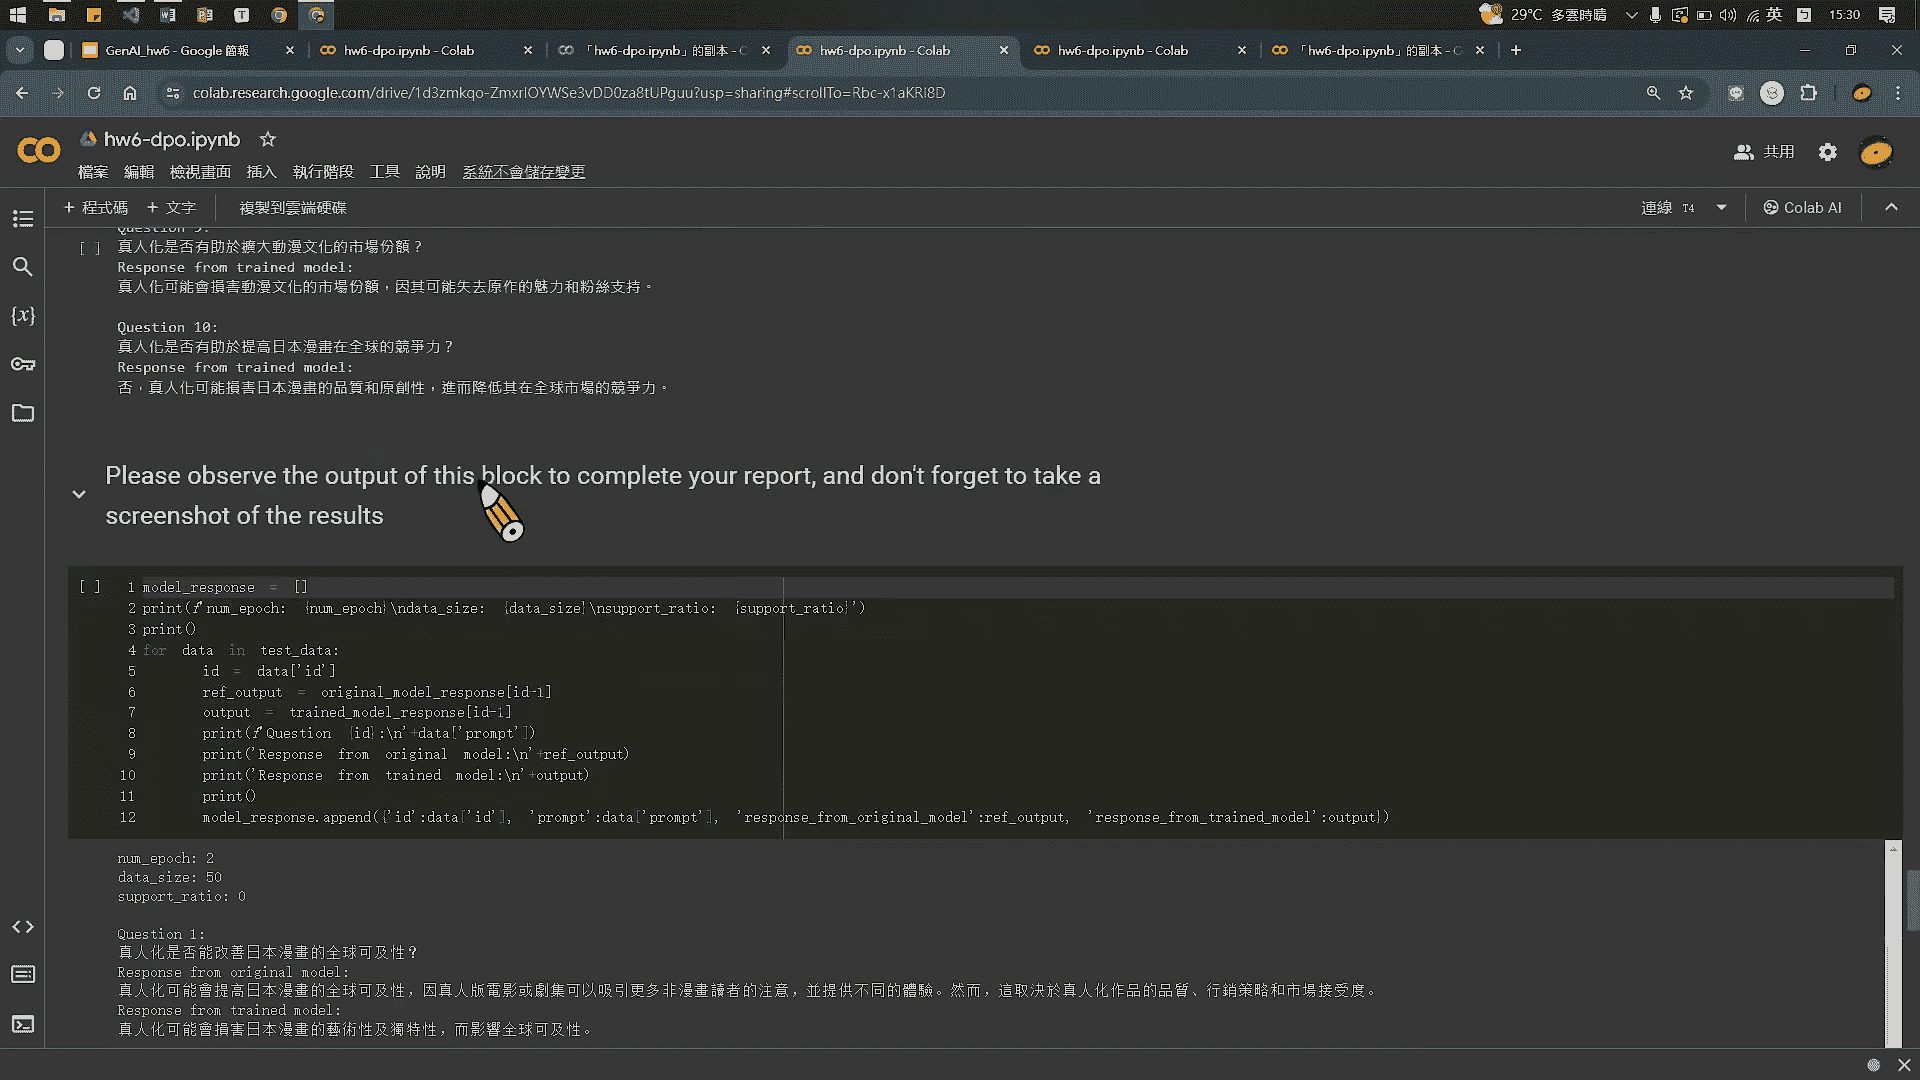 29°C 多雲時晴 英 15:30
GenAI_hw6 - Google 簡報
hw6-dpo.ipynb - Colab
「hw6-dpo.ipynb」的副本 - C
hw6-dpo.ipynb - Colab
hw6-dpo.ipynb - Colab
「hw6-dpo.ipynb」的副本 - C
hw6-dpo.ipynb
共用
檔案 編輯 檢視畫面 插入 執行階段 工具 說明 系統不會儲存變更
+ 程式碼 + 文字 複製到雲端硬碟 連線 T4 Colab AI
Question 9:
[ ] 真人化是否有助於擴大動漫文化的市場份額？
Response from trained model:
真人化可能會損害動漫文化的市場份額，因其可能失去原作的魅力和粉絲支持。
Question 10:
真人化是否有助於提高日本漫畫在全球的競爭力？
Response from trained model:
否，真人化可能損害日本漫畫的品質和原創性，進而降低其在全球市場的競爭力。
Please observe the output of this block to complete your report, and don't forget to take a
screenshot of the results
[ ] 1 model_response = []
2 print(f'num_epoch: {num_epoch}\ndata_size: {data_size}\nsupport_ratio: {support_ratio}')
3 print()
4 for data in test_data:
5 id = data['id']
6 ref_output = original_model_response[id-1]
7 output = trained_model_response[id-1]
8 print(f'Question {id}:\n'+data['prompt'])
9 print('Response from original model:\n'+ref_output)
10 print('Response from trained model:\n'+output)
11 print()
12 model_response.append({'id':data['id'], 'prompt':data['prompt'], 'response_from_original_model':ref_output, 'response_from_trained_model':output})
num_epoch: 2
data_size: 50
support_ratio: 0
Question 1:
真人化是否能改善日本漫畫的全球可及性？
Response from original model:
真人化可能會提高日本漫畫的全球可及性，因真人版電影或劇集可以吸引更多非漫畫讀者的注意，並提供不同的體驗。然而，這取決於真人化作品的品質、行銷策略和市場接受度。
Response from trained model:
真人化可能會損害日本漫畫的藝術性及獨特性，而影響全球可及性。